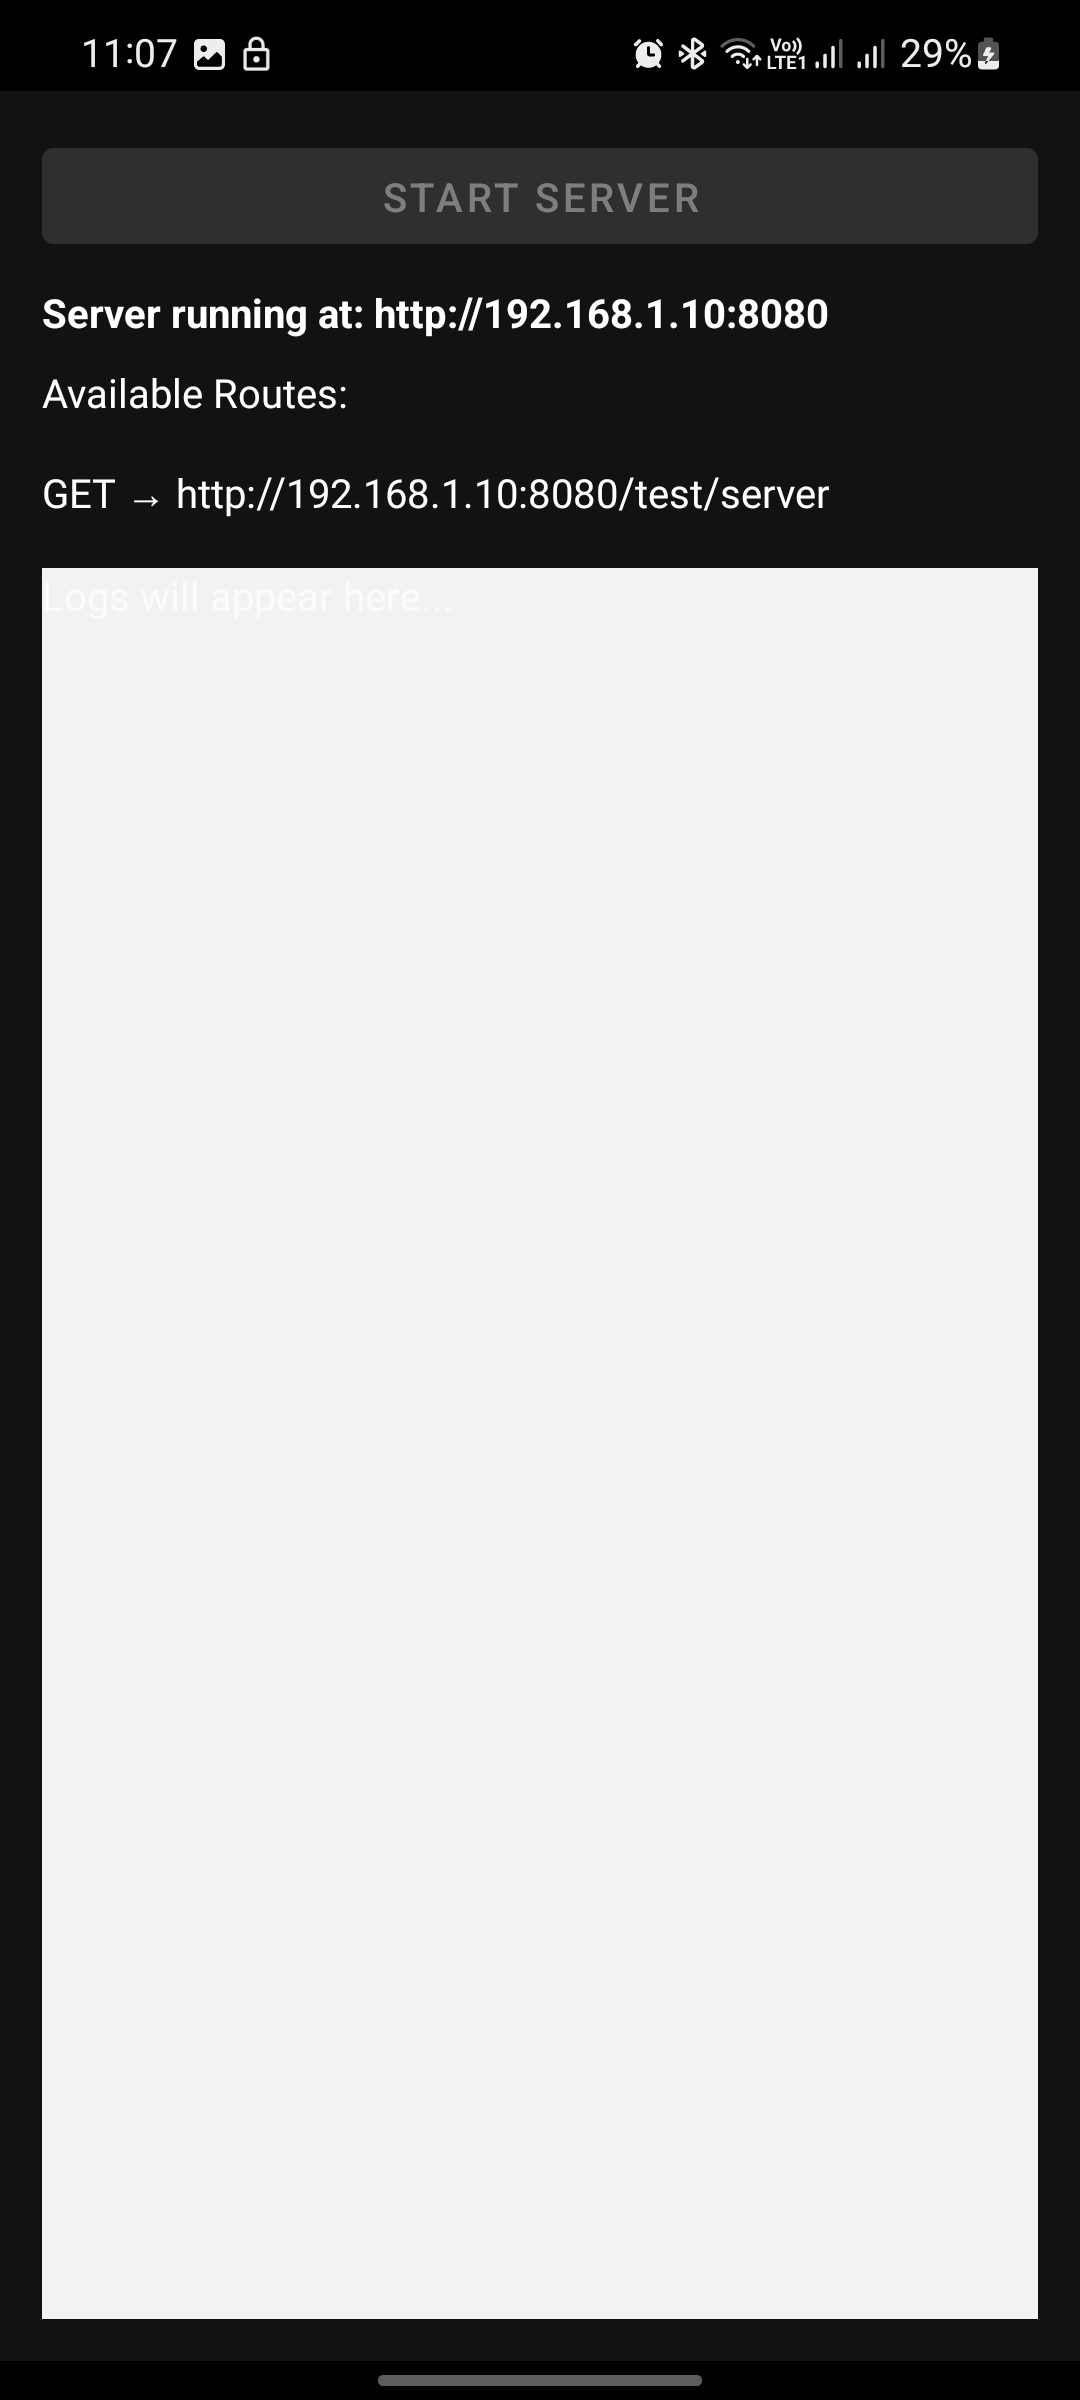 11:07 Vo)) LTE1 29%
START SERVER
Server running at: http://192.168.1.10:8080
Available Routes:
GET → http://192.168.1.10:8080/test/server
Logs will appear here...